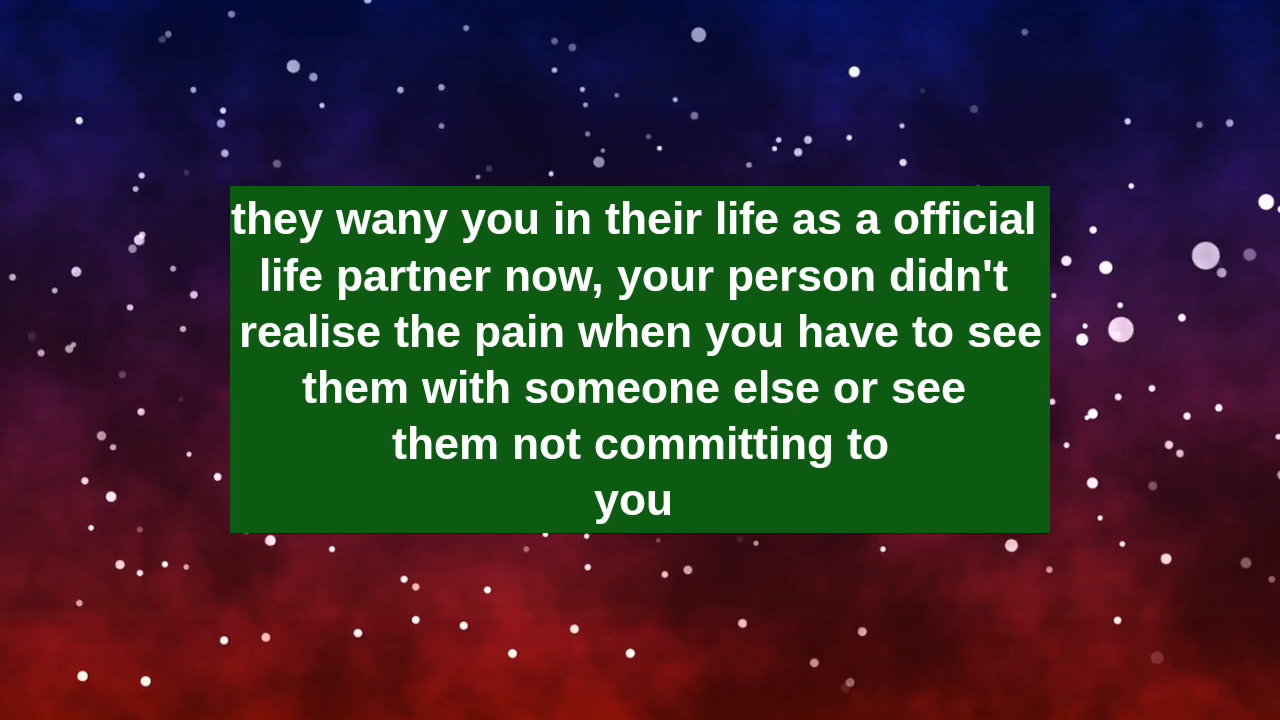 they wany you in their life as a official
life partner now, your person didn't
realise the pain when you have to see
them with someone else or see
them not committing to
you